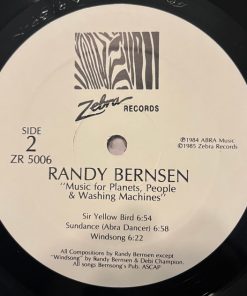 Zebra RECORDS
SIDE
2
ZR 5006
℗1984 ABRA Music
©1985 Zebra Records
RANDY BERNSEN
"Music for Planets, People
& Washing Machines"
Sir Yellow Bird 6:54
Sundance (Abra Dancer) 6:58
Windsong 6:22
All Compositions by Randy Bernsen except
"Windsong" by Randy Bernsen & Debi Champion.
All songs Bernsong's Pub. ASCAP